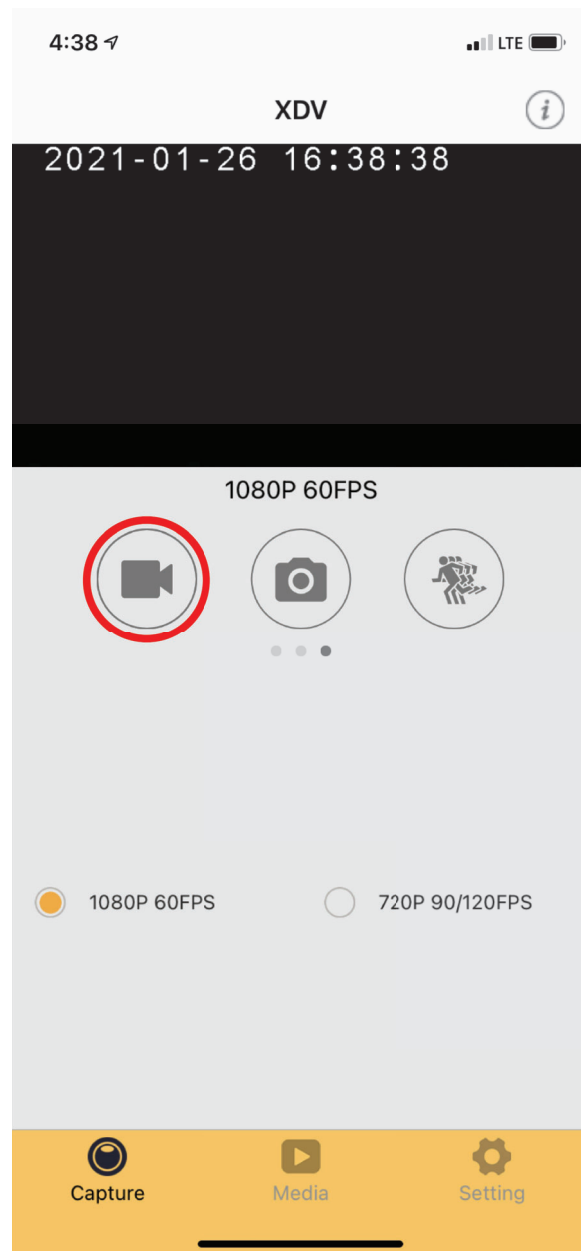 4:38 LTE
XDV
2021-01-26 16:38:38
1080P 60FPS
1080P 60FPS 720P 90/120FPS
Capture Media Setting